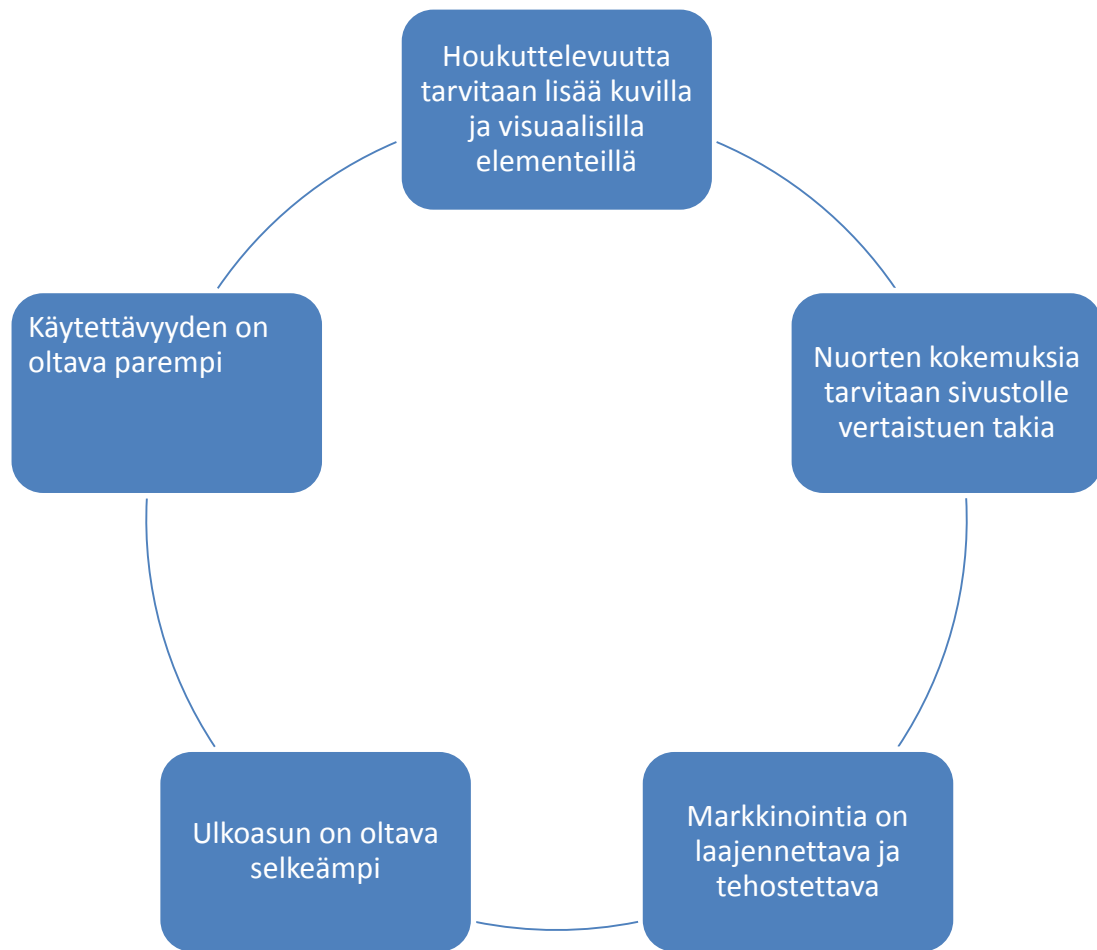 Houkuttelevuutta
tarvitaan lisää kuvilla
ja visuaalisilla
elementeillä
Nuorten kokemuksia
tarvitaan sivustolle
vertaistuen takia
Markkinointia on
laajennettava ja
tehostettava
Ulkoasun on oltava
selkeämpi
Käytettävyyden on
oltava parempi